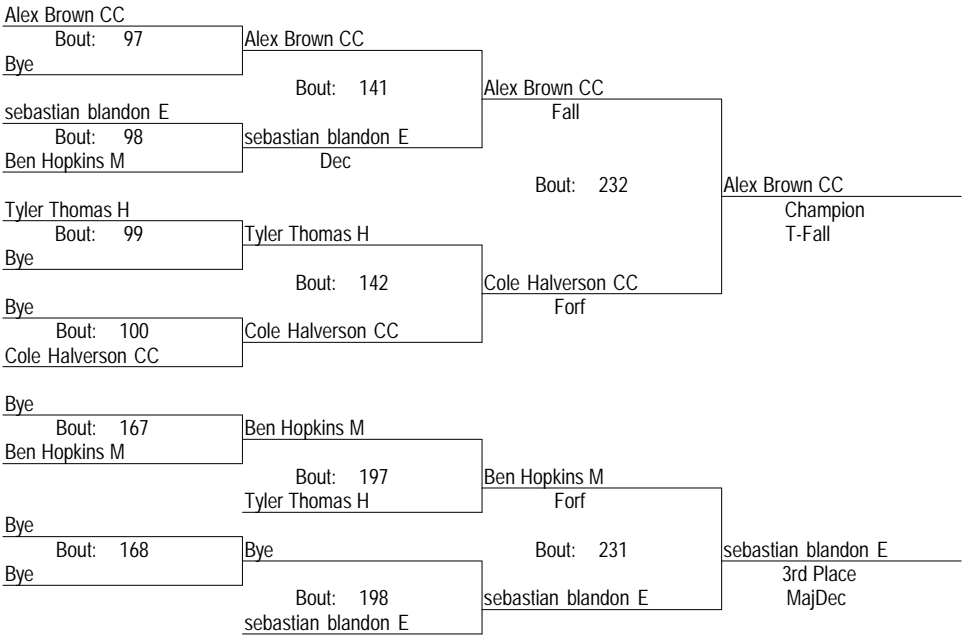 Alex Brown CC
Bout: 97
Alex Brown CC
Bye
Bout: 141
Alex Brown CC
sebastian blandon E
Fall
Bout: 98
sebastian blandon E
Ben Hopkins M
Dec
Bout: 232
Alex Brown CC
Tyler Thomas H
Champion
Bout: 99
Tyler Thomas H
T-Fall
Bye
Bout: 142
Cole Halverson CC
Bye
Forf
Bout: 100
Cole Halverson CC
Cole Halverson CC
Bye
Bout: 167
Ben Hopkins M
Ben Hopkins M
Bout: 197
Ben Hopkins M
Tyler Thomas H
Forf
Bye
Bout: 168
Bye
Bout: 231
sebastian blandon E
Bye
3rd Place
Bout: 198
sebastian blandon E
MajDec
sebastian blandon E